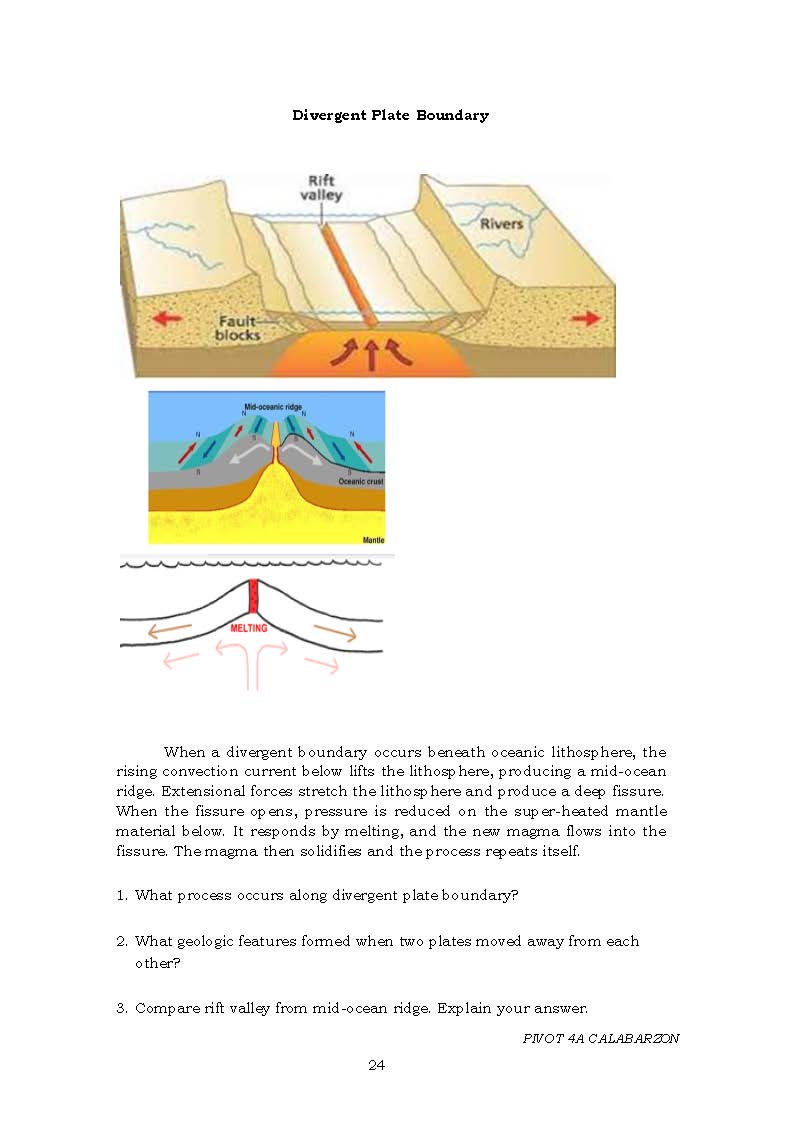 Divergent Plate Boundary
Rift
valley
Rivers
Fault
blocks
Mid-oceanic ridge
N
N
N
N
S
S
S
S
Oceanic crust
Mantle
MELTING
When a divergent boundary occurs beneath oceanic lithosphere, the
rising convection current below lifts the lithosphere, producing a mid-ocean
ridge. Extensional forces stretch the lithosphere and produce a deep fissure.
When the fissure opens, pressure is reduced on the super-heated mantle
material below. It responds by melting, and the new magma flows into the
fissure. The magma then solidifies and the process repeats itself.
1. What process occurs along divergent plate boundary?
2. What geologic features formed when two plates moved away from each
other?
3. Compare rift valley from mid-ocean ridge. Explain your answer.
PIVOT 4A CALABARZON
24